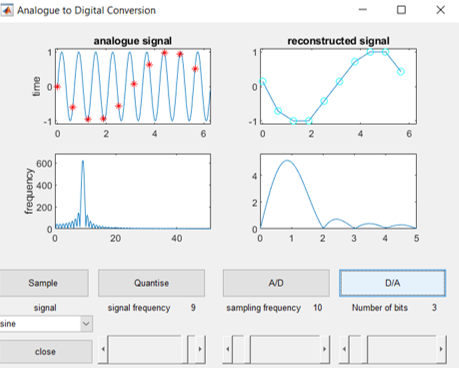 Analogue to Digital Conversion
analogue signal
reconstructed signal
1
0
-1
time
0 2 4 6
1
0
-1
0 2 4 6
600
400
200
0
frequency
0 20 40
4
2
0
0 1 2 3 4 5
Sample
Quantise
A/D
D/A
signal
signal frequency 9
sampling frequency 10
Number of bits 3
sine
close